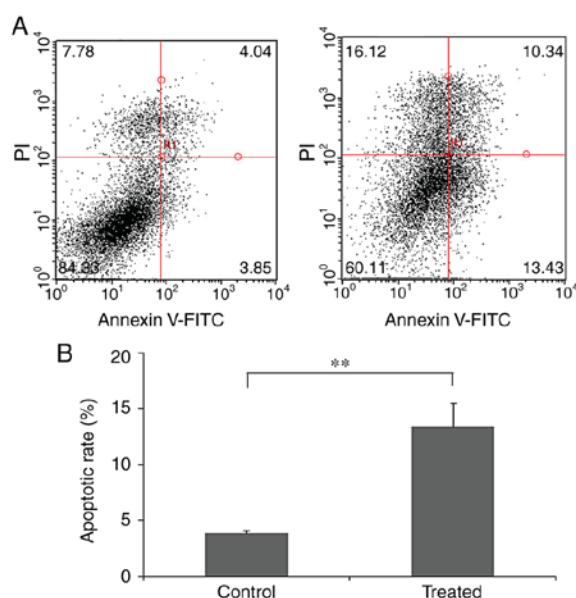 A
7.78 4.04
R1
84.33 3.85
PI
10⁰ 10¹ 10² 10³ 10⁴
10⁰ 10¹ 10² 10³ 10⁴
Annexin V-FITC
16.12 10.34
60.11 13.43
PI
10⁰ 10¹ 10² 10³ 10⁴
10⁰ 10¹ 10² 10³ 10⁴
Annexin V-FITC
B
**
Apoptotic rate (%)
20
15
10
5
0
Control Treated